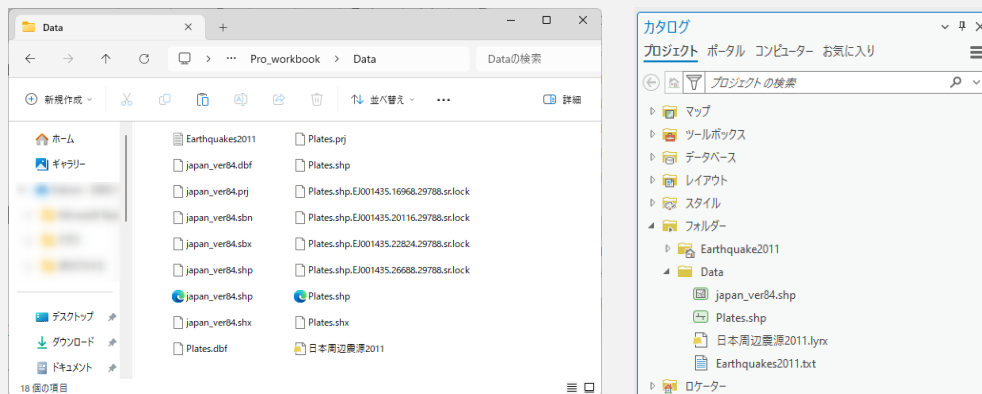 Data
Pro_workbook
Data
Dataの検索
新規作成
並べ替え
詳細
ホーム
ギャラリー
デスクトップ
ダウンロード
ドキュメント
Earthquakes2011
japan_ver84.dbf
japan_ver84.prj
japan_ver84.sbn
japan_ver84.sbx
japan_ver84.shp
japan_ver84.shp
japan_ver84.shx
Plates.dbf
Plates.prj
Plates.shp
Plates.shp.EJ001435.16968.29788.sr.lock
Plates.shp.EJ001435.20116.29788.sr.lock
Plates.shp.EJ001435.22824.29788.sr.lock
Plates.shp.EJ001435.26688.29788.sr.lock
Plates.shp
Plates.shx
日本周辺震源2011
18 個の項目
カタログ
プロジェクト ポータル コンピューター お気に入り
プロジェクトの検索
マップ
ツールボックス
データベース
レイアウト
スタイル
フォルダー
Earthquake2011
Data
japan_ver84.shp
Plates.shp
日本周辺震源2011.lyrx
Earthquakes2011.txt
ロケーター